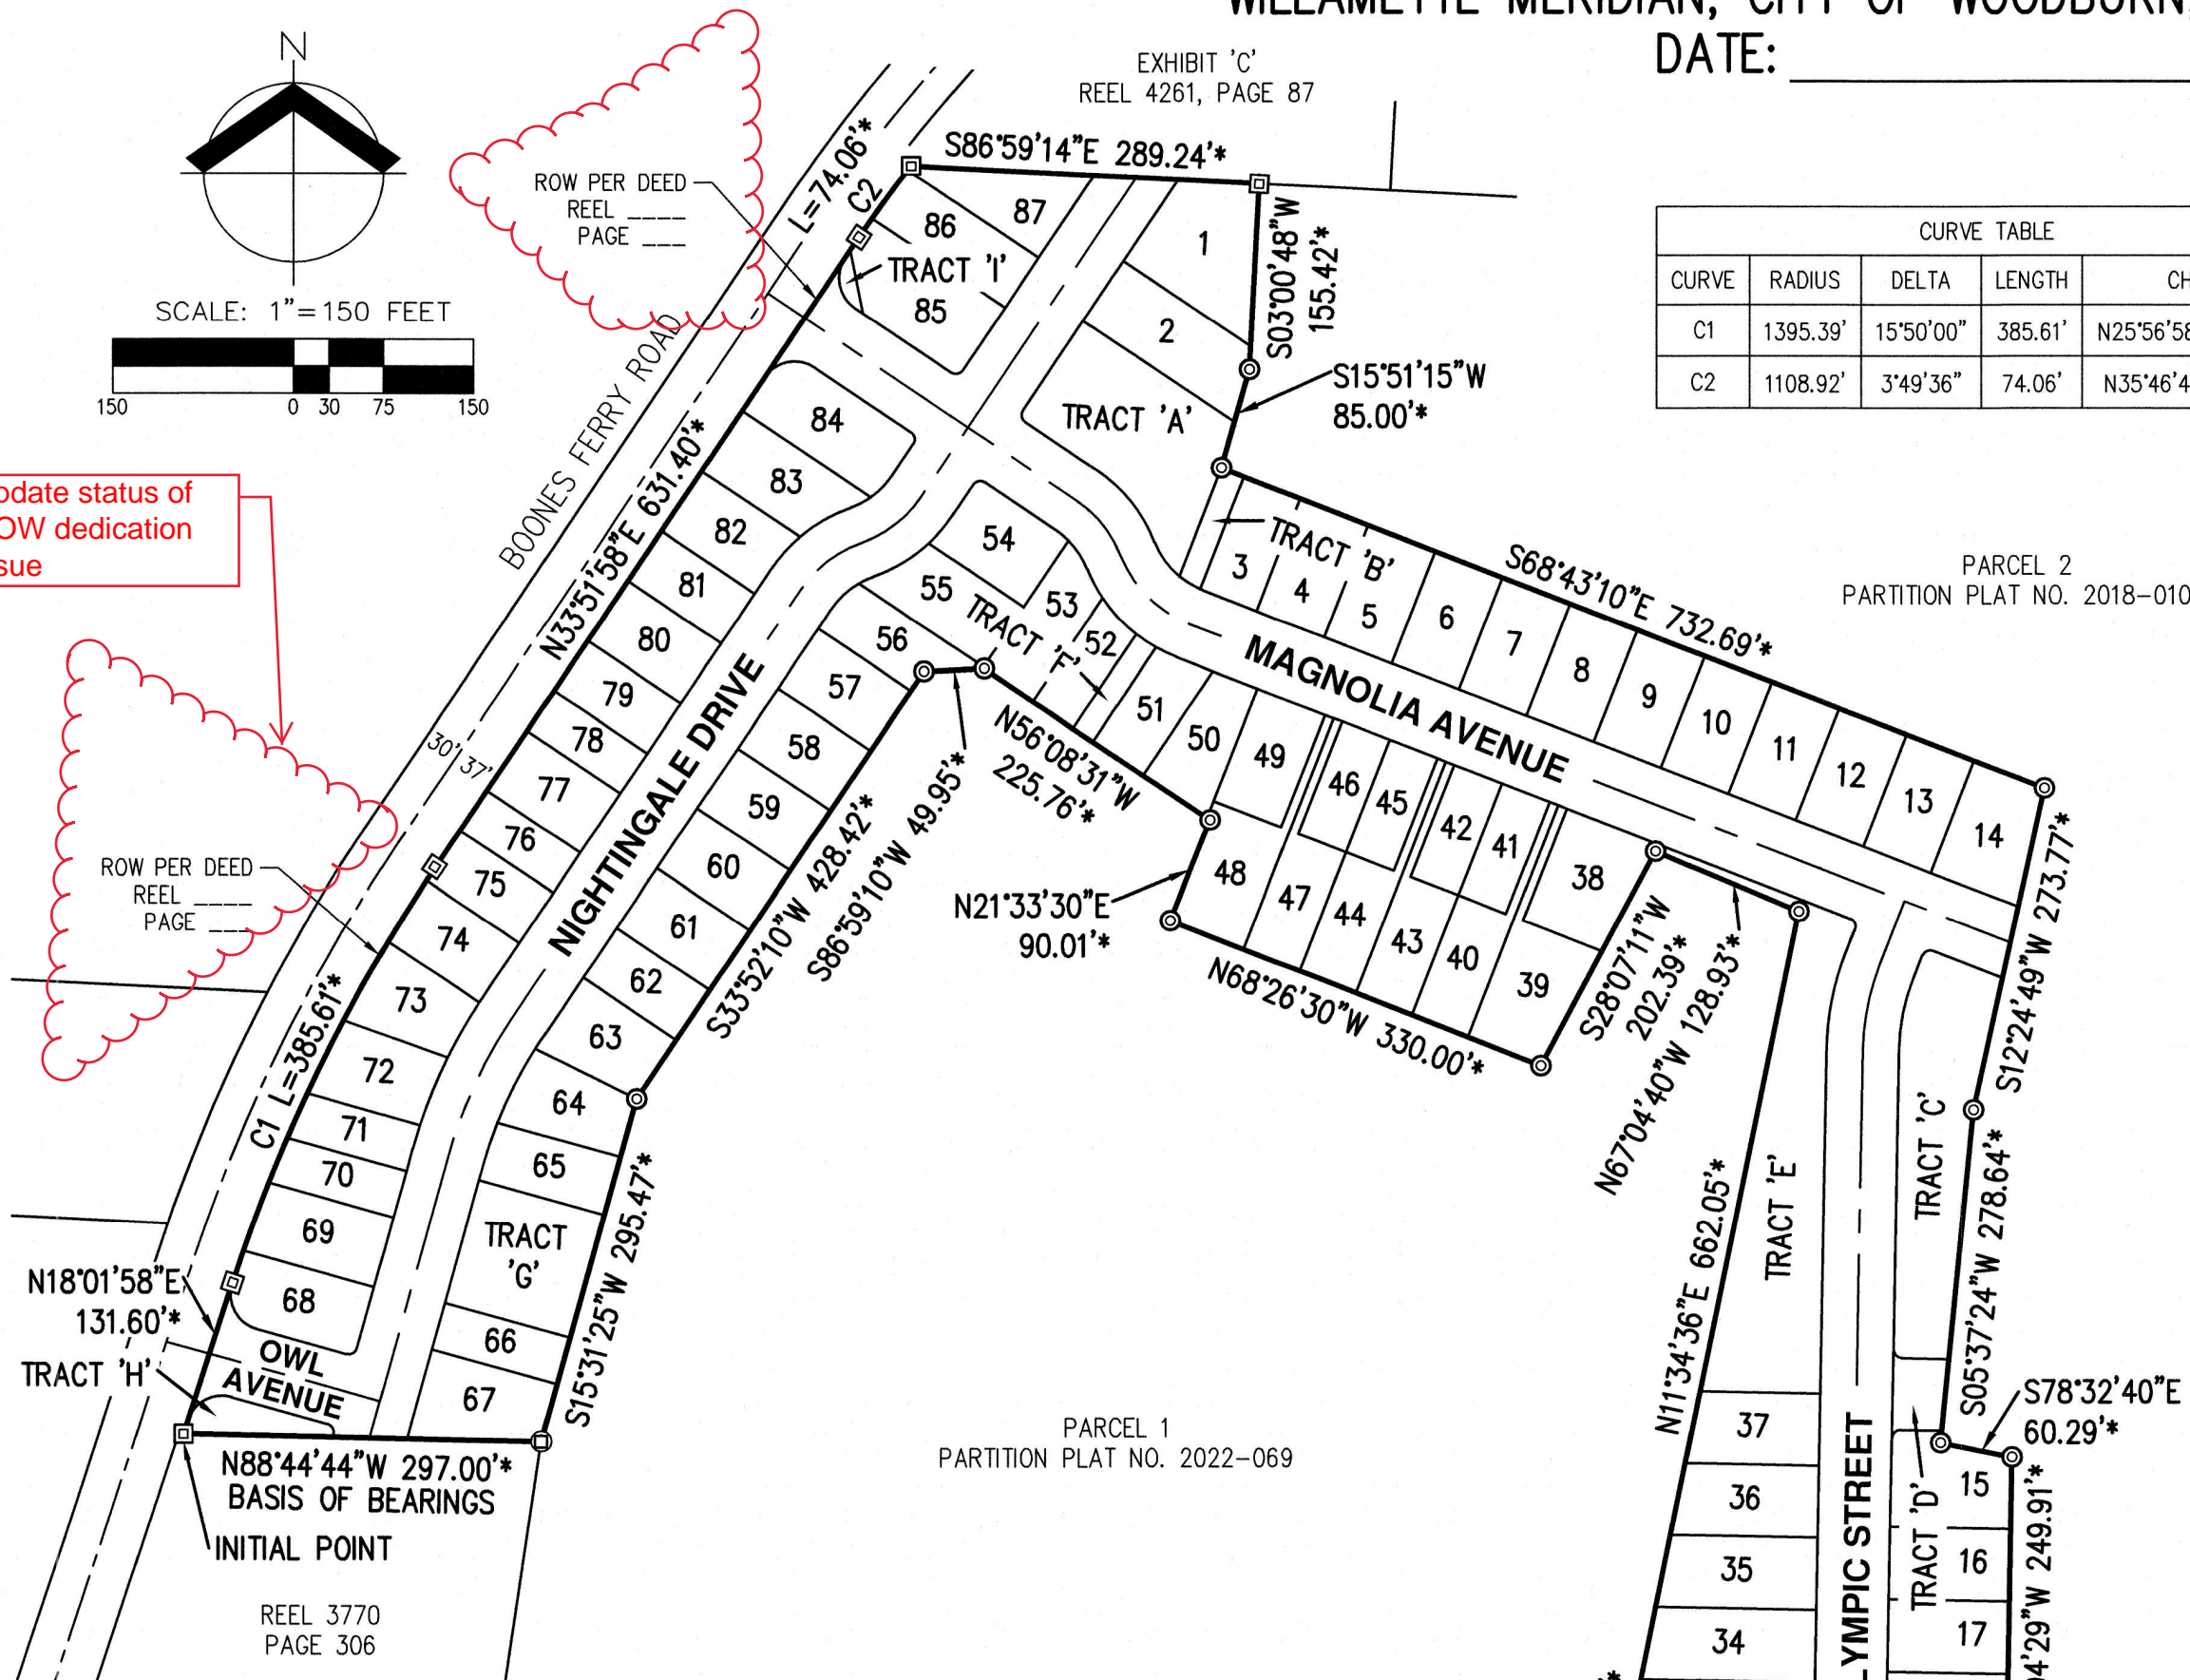 WILLAMETTE MERIDIAN, CITY OF WOODBURN,
DATE:
N
SCALE: 1"=150 FEET
150 0 30 75 150
EXHIBIT 'C'
REEL 4261, PAGE 87
ROW PER DEED
REEL ____
PAGE ___
L=74.06'*
C2
S86°59'14"E 289.24'*
S03°00'48"W
155.42'*
S15°51'15"W
85.00'*
CURVE TABLE
CURVE RADIUS DELTA LENGTH CH
C1 1395.39' 15°50'00" 385.61' N25°56'58
C2 1108.92' 3°49'36" 74.06' N35°46'4
86
87
TRACT 'I'
85
1
2
TRACT 'A'
BOONES FERRY ROAD
N33°51'58"E 631.40'*
status of
OW dedication
sue
84
83
82
81
80
79
78
77
76
75
74
73
72
71
70
69
68
30' 37'
NIGHTINGALE DRIVE
54
55
TRACT 'F'
53
52
56
57
58
59
60
61
62
63
64
65
TRACT
'G'
66
67
51
50
49
48
47
46
45
44
43
42
41
40
38
39
TRACT 'B'
3
4
5
6
7
8
9
10
11
12
13
14
S68°43'10"E 732.69'*
MAGNOLIA AVENUE
PARCEL 2
PARTITION PLAT NO. 2018-010
S33°52'10"W 428.42'*
S86°59'10"W 49.95'*
N56°08'31"W
225.76'*
N21°33'30"E
90.01'*
N68°26'30"W 330.00'*
S28°07'11"W
202.39'*
N67°04'40"W 128.93'*
S12°24'49"W 273.77'*
ROW PER DEED
REEL ____
PAGE ___
C1 L=385.61'*
S15°31'25"W 295.47'*
N18°01'58"E
131.60'*
TRACT 'H'
OWL
AVENUE
N88°44'44"W 297.00'*
BASIS OF BEARINGS
INITIAL POINT
REEL 3770
PAGE 306
PARCEL 1
PARTITION PLAT NO. 2022-069
N11°34'36"E 662.05'*
TRACT 'E'
TRACT 'C'
S05°37'24"W 278.64'*
S78°32'40"E
60.29'*
37
36
35
34
LYMPIC STREET
TRACT 'D'
15
16
17
04'29"W 249.91'*